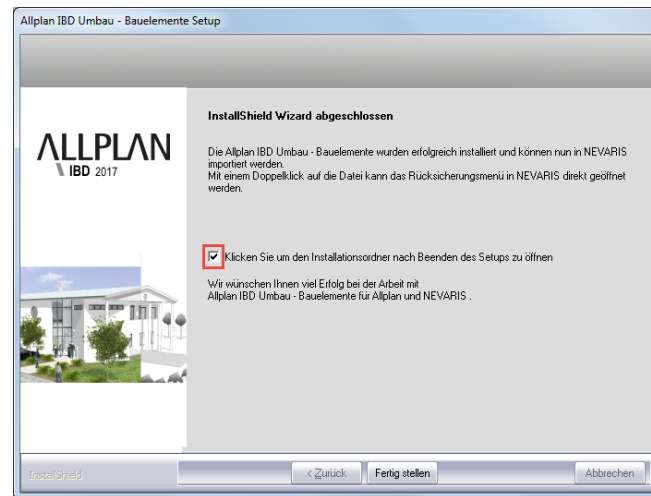 Allplan IBD Umbau - Bauelemente Setup
InstallShield Wizard abgeschlossen
ALLPLAN
IBD 2017
Die Allplan IBD Umbau - Bauelemente wurden erfolgreich installiert und können nun in NEVARIS
importiert werden.
Mit einem Doppelklick auf die Datei kann das Rücksicherungsmenü in NEVARIS direkt geöffnet
werden.
Klicken Sie um den Installationsordner nach Beenden des Setups zu öffnen
Wir wünschen Ihnen viel Erfolg bei der Arbeit mit
Allplan IBD Umbau - Bauelemente für Allplan und NEVARIS .
InstallShield
< Zurück
Fertig stellen
Abbrechen